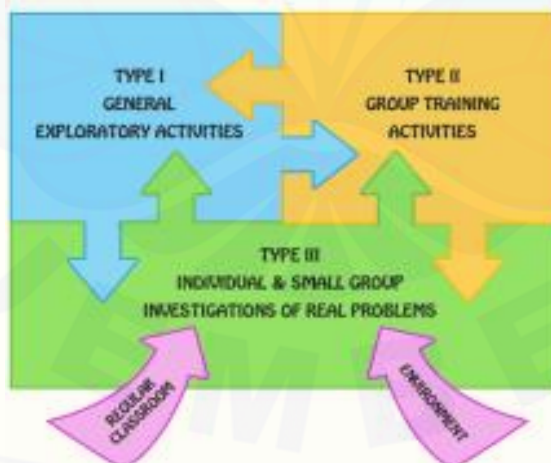 TYPE I
GENERAL
EXPLORATORY ACTIVITIES
TYPE II
GROUP TRAINING
ACTIVITIES
TYPE III
INDIVIDUAL & SMALL GROUP
INVESTIGATIONS OF REAL PROBLEMS
REGULAR
CLASSROOM
ENVIRONMENT